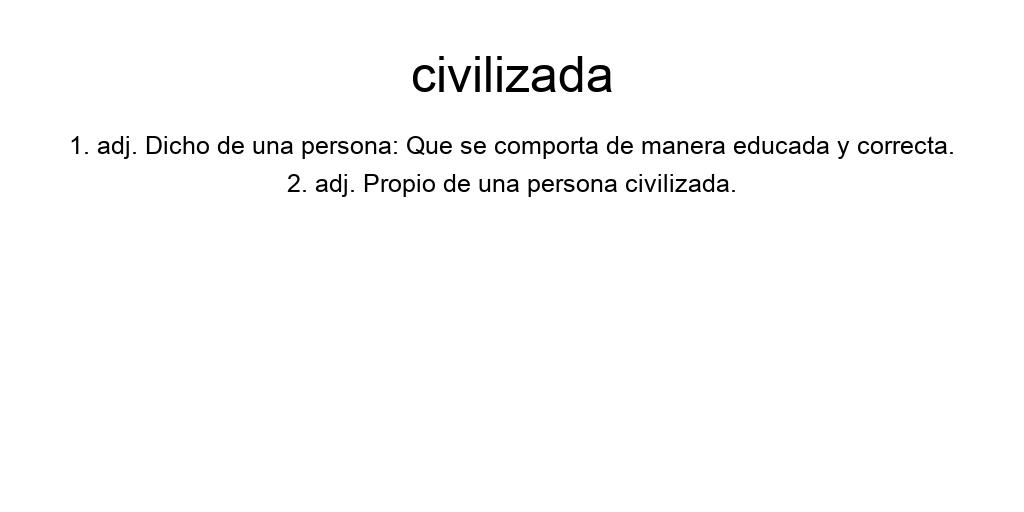 civilizada
1. adj. Dicho de una persona: Que se comporta de manera educada y correcta.
2. adj. Propio de una persona civilizada.